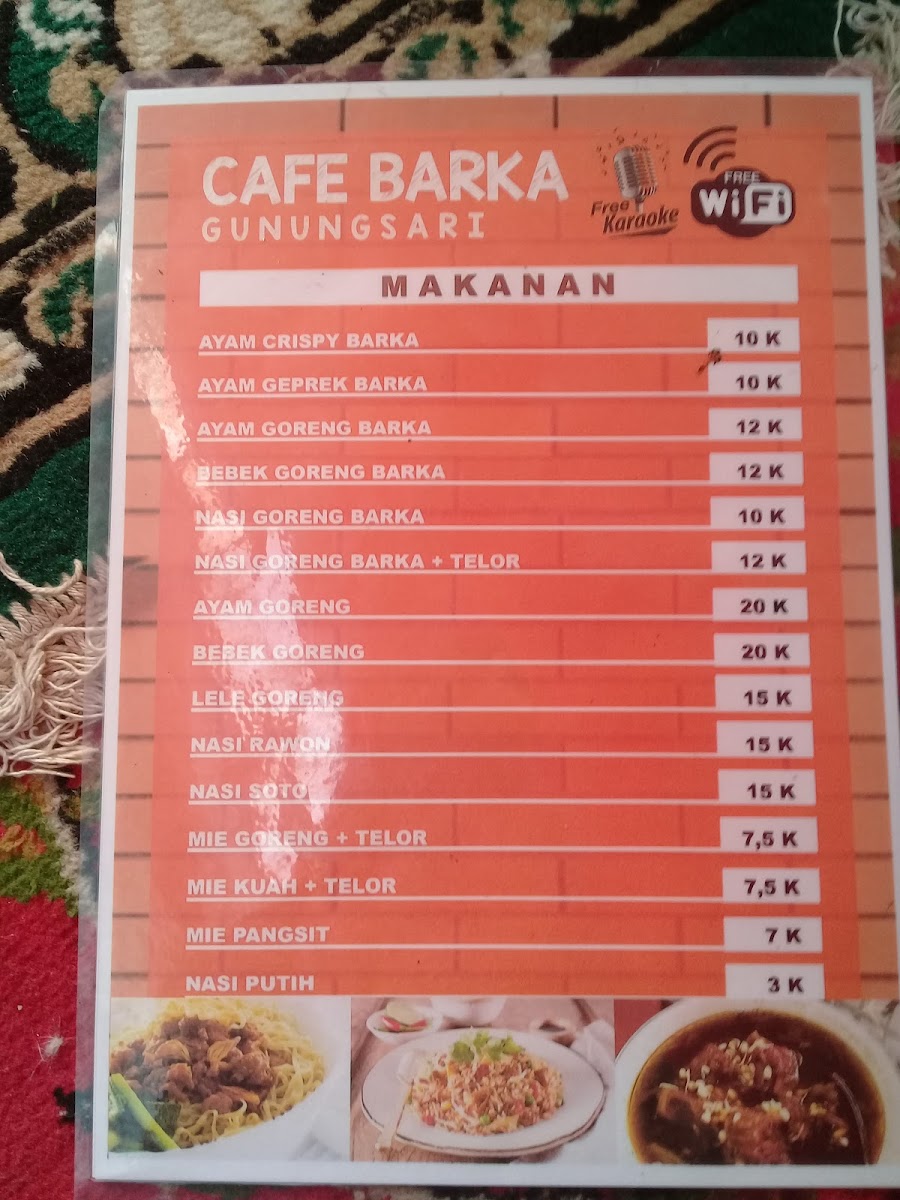 CAFE BARKA
GUNUNGSARI
Free
Karaoke
FREE
WiFi
MAKANAN
AYAM CRISPY BARKA 10 K
AYAM GEPREK BARKA 10 K
AYAM GORENG BARKA 12 K
BEBEK GORENG BARKA 12 K
NASI GORENG BARKA 10 K
NASI GORENG BARKA + TELOR 12 K
AYAM GORENG 20 K
BEBEK GORENG 20 K
LELE GORENG 15 K
NASI RAWON 15 K
NASI SOTO 15 K
MIE GORENG + TELOR 7,5 K
MIE KUAH + TELOR 7,5 K
MIE PANGSIT 7 K
NASI PUTIH 3 K